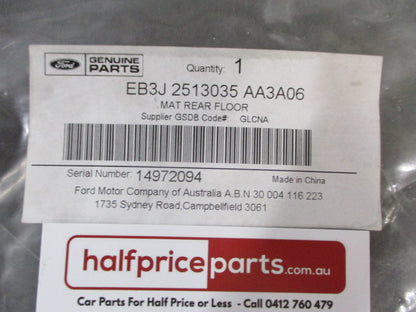 Ford
GENUINE
PARTS
Quantity: 1
EB3J 2513035 AA3A06
MAT REAR FLOOR
Supplier GSDB Code#: GLCNA
Serial Number: 14972094
Made in China
Ford Motor Company of Australia A.B.N 30 004 116 223
1735 Sydney Road,Campbellfield 3061
halfpriceparts.com.au
Car Parts For Half Price or Less - Call 0412 760 479